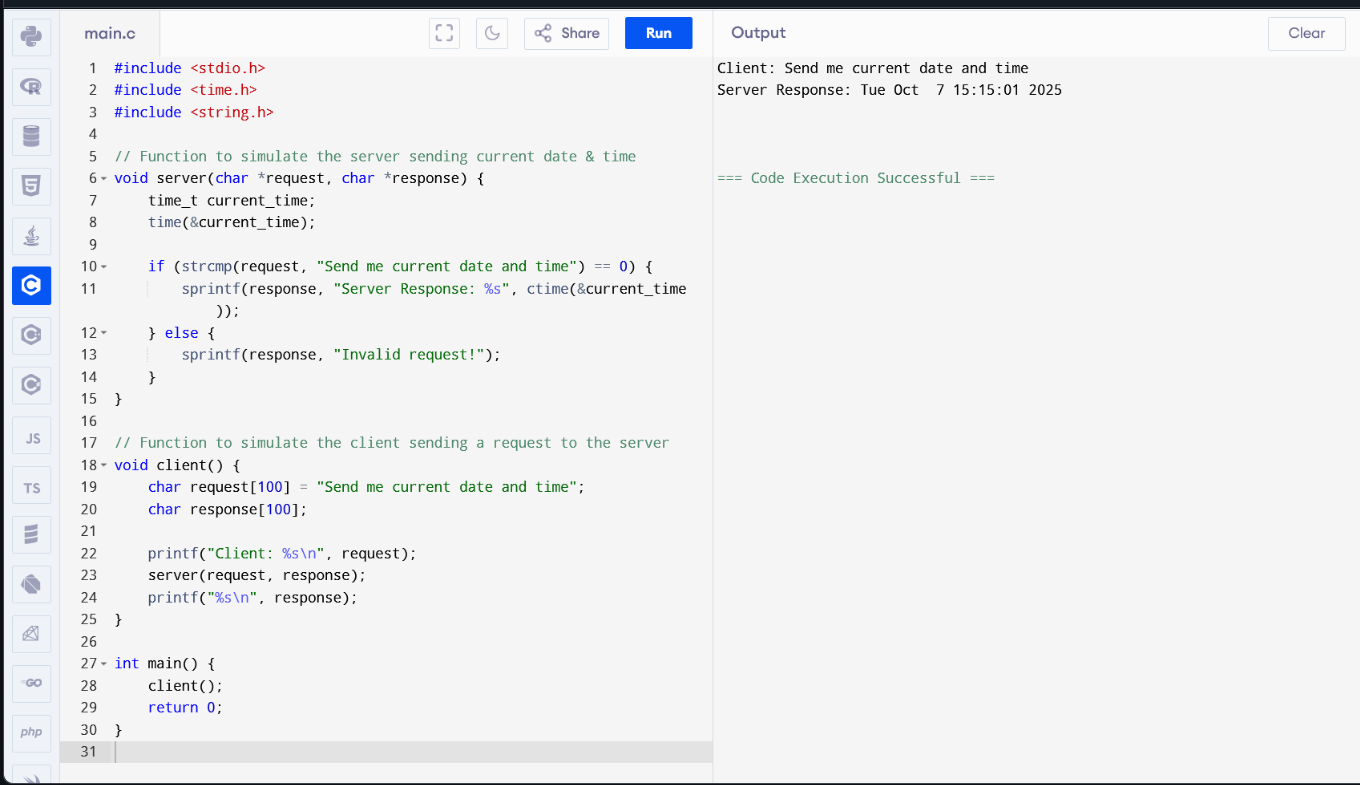 main.c
Share
Run
Output
Clear
1 #include <stdio.h>
2 #include <time.h>
3 #include <string.h>
4
5 // Function to simulate the server sending current date & time
6 void server(char *request, char *response) {
7     time_t current_time;
8     time(&current_time);
9
10     if (strcmp(request, "Send me current date and time") == 0) {
11         sprintf(response, "Server Response: %s", ctime(&current_time
            ));
12     } else {
13         sprintf(response, "Invalid request!");
14     }
15 }
16
17 // Function to simulate the client sending a request to the server
18 void client() {
19     char request[100] = "Send me current date and time";
20     char response[100];
21
22     printf("Client: %s\n", request);
23     server(request, response);
24     printf("%s\n", response);
25 }
26
27 int main() {
28     client();
29     return 0;
30 }
31
Client: Send me current date and time
Server Response: Tue Oct  7 15:15:01 2025
=== Code Execution Successful ===
R
5
C
C
C
JS
TS
GO
php